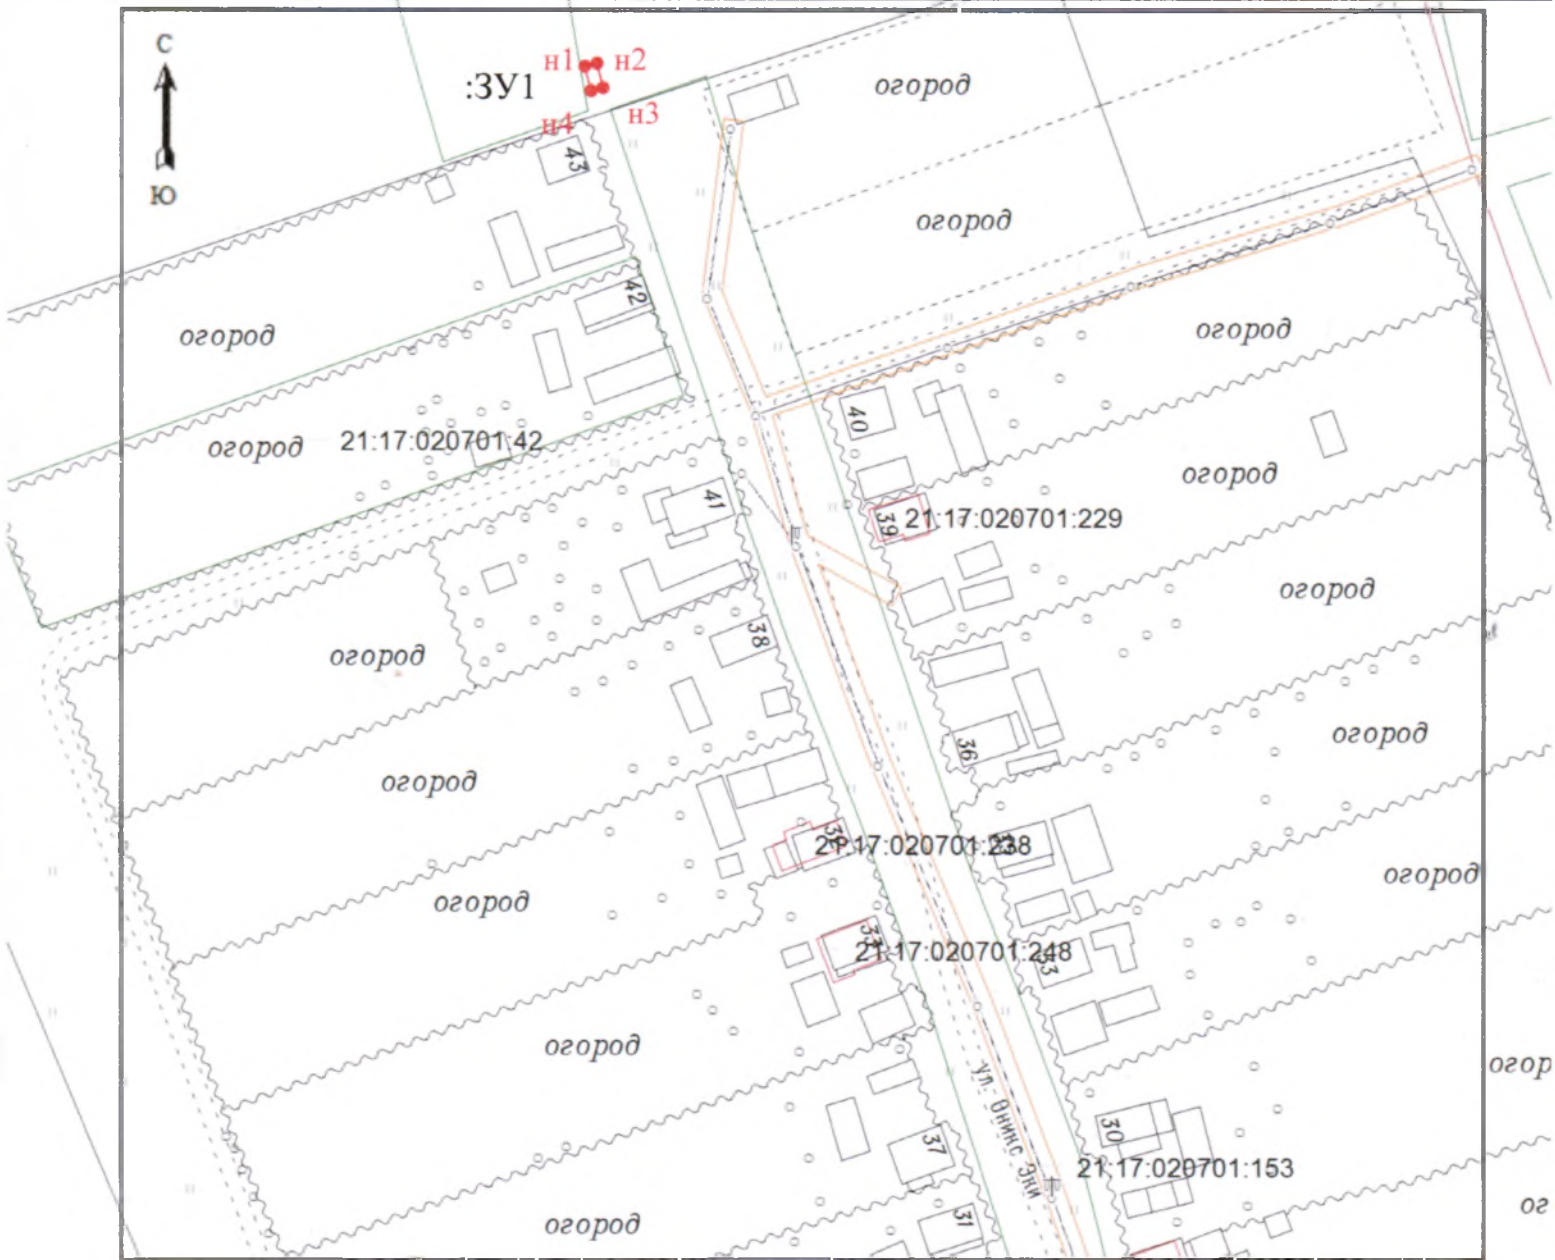 С
н1
н2
:ЗУ1
н4
н3
Ю
огород
43
огород
42
огород
огород
огород
21:17:020701:42
40
огород
41
39
21:17:020701:229
огород
38
огород
36
огород
огород
21:17:020701:238
огород
огород
33
21:17:020701:248
огород
ул. Оникс Эки
огор
37
30
21:17:020701:153
31
огород
ог